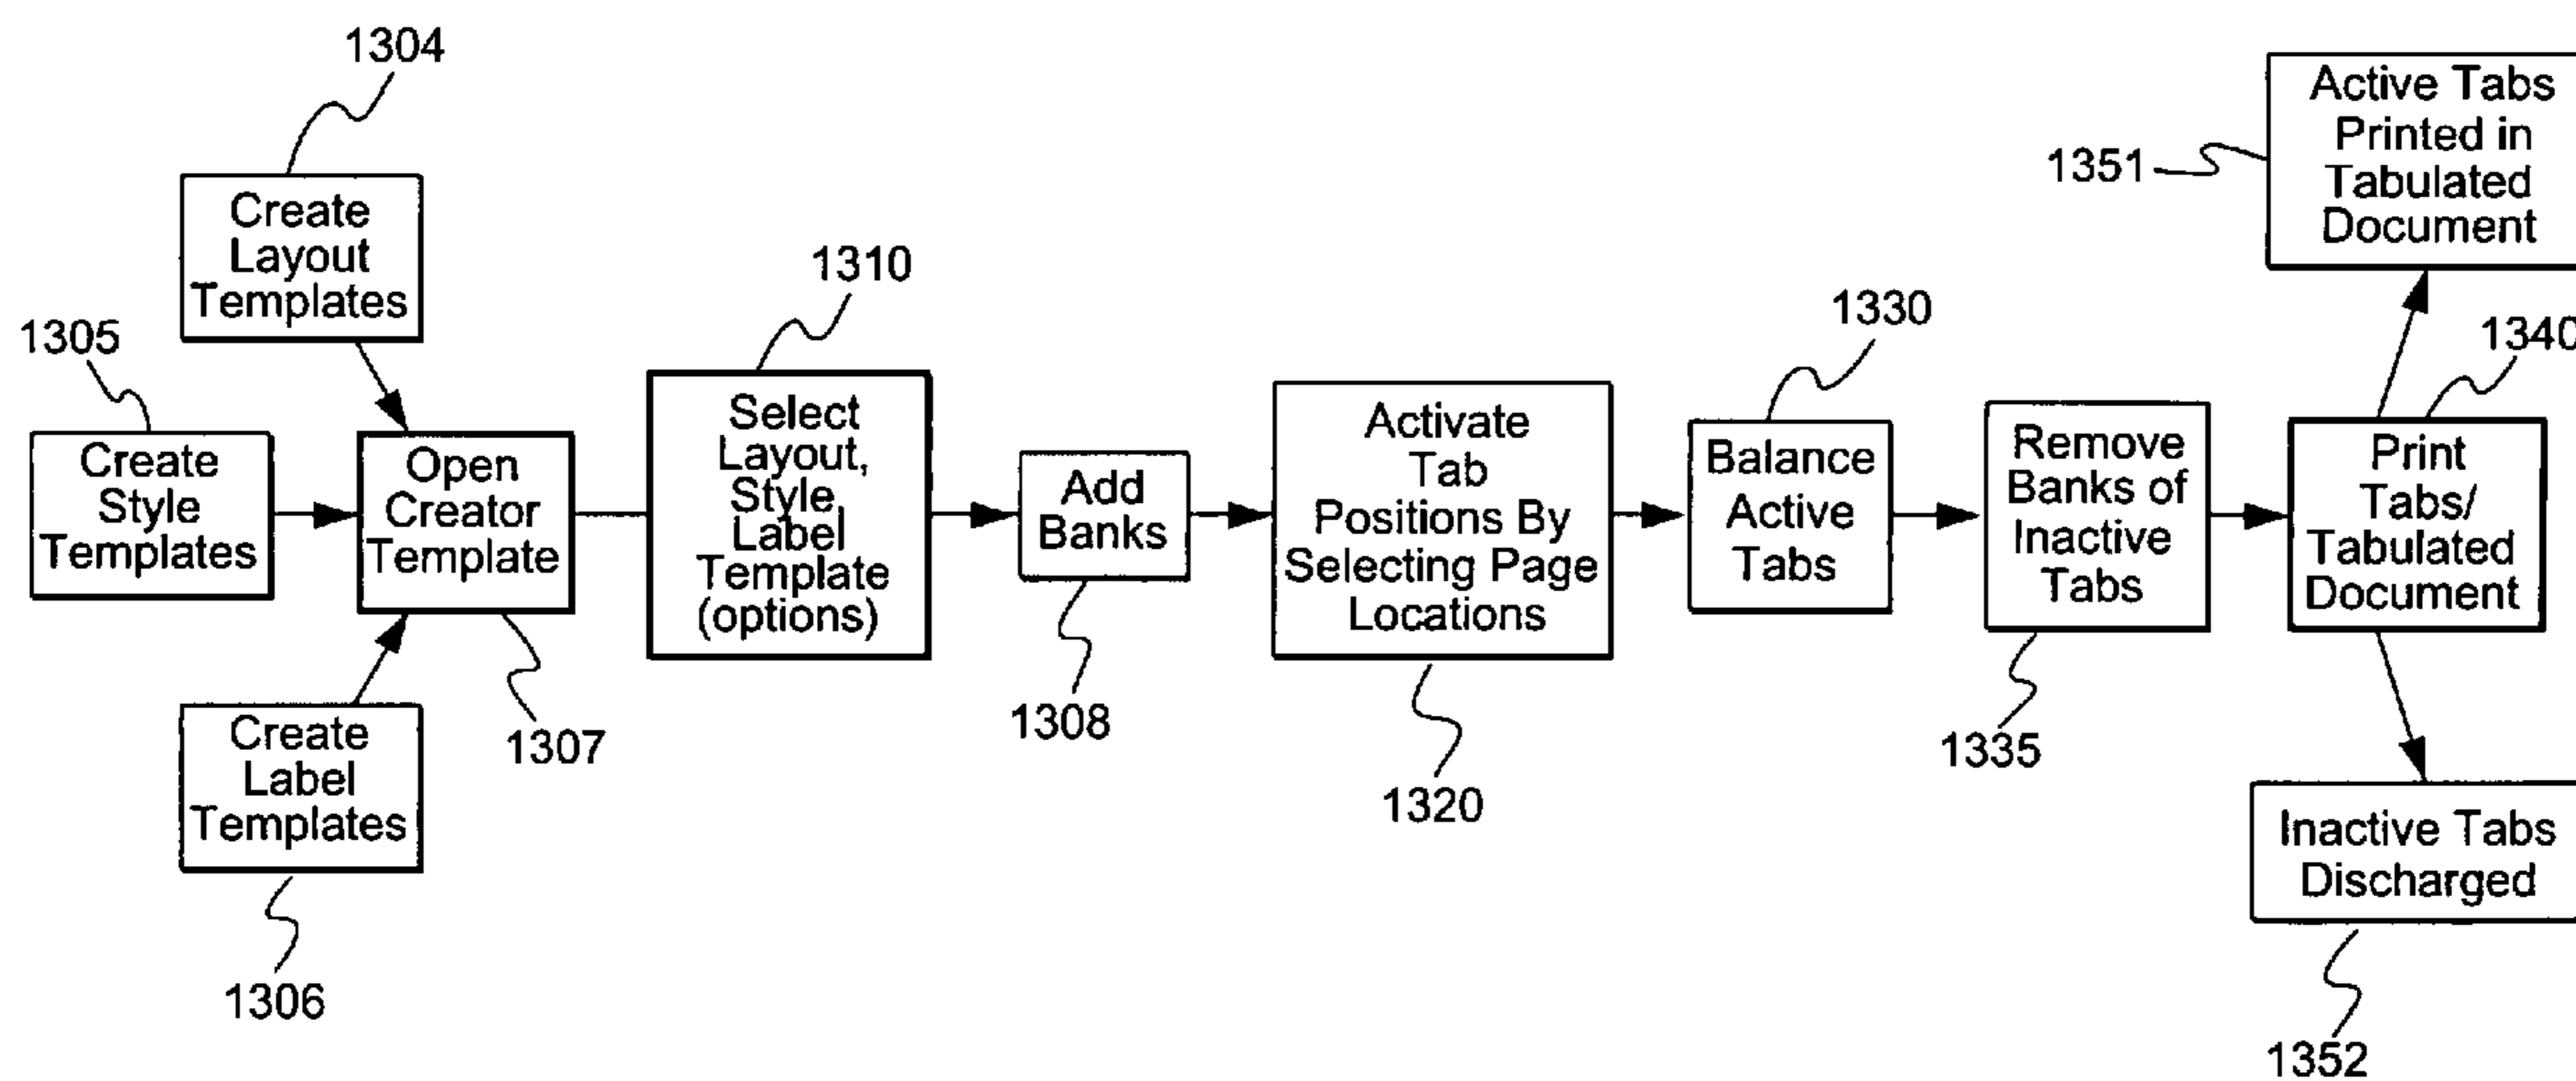 1304
Create
Layout
Templates
1305
Create
Style
Templates
Create
Label
Templates
1306
Open
Creator
Template
1307
1310
Select
Layout,
Style,
Label
Template
(options)
Add
Banks
1308
Activate
Tab
Positions By
Selecting Page
Locations
1320
1330
Balance
Active
Tabs
Remove
Banks of
Inactive
Tabs
1335
1340
Print
Tabs/
Tabulated
Document
1351
Active Tabs
Printed in
Tabulated
Document
Inactive Tabs
Discharged
1352